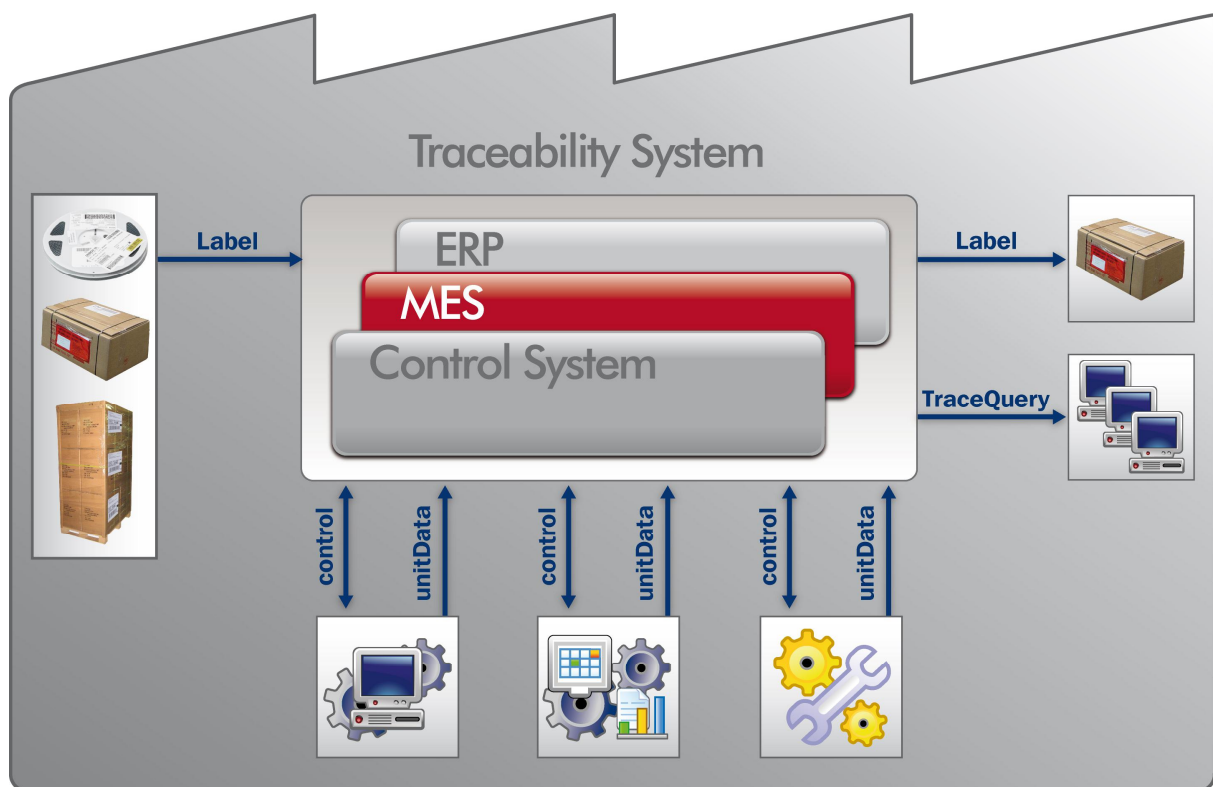 Traceability System
Label
ERP
Label
MES
Control System
TraceQuery
control
unitData
control
unitData
control
unitData